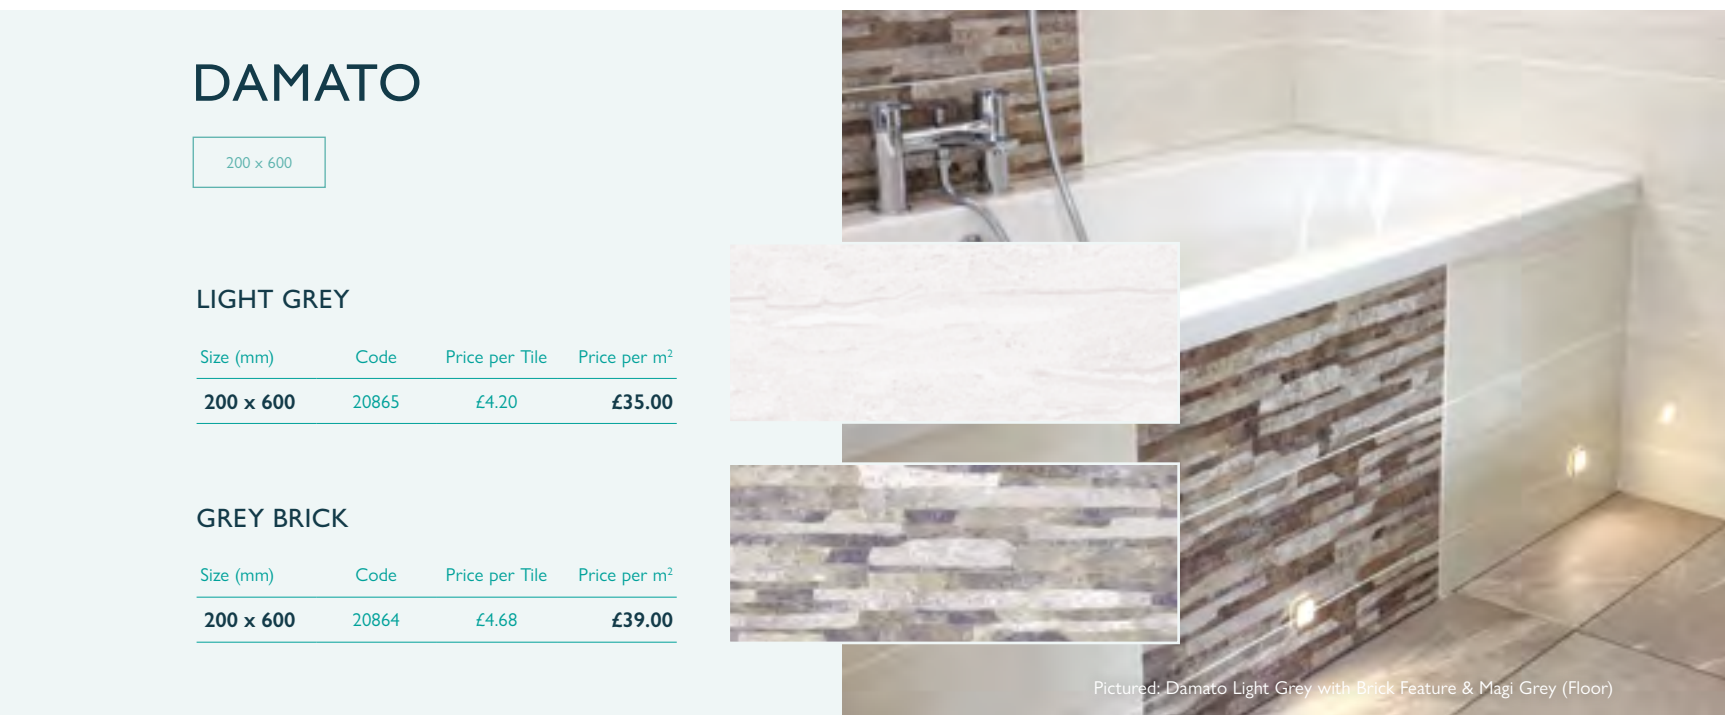 DAMATO
200 x 600
LIGHT GREY
Size (mm) Code Price per Tile Price per m²
200 x 600 20865 £4.20 £35.00
GREY BRICK
Size (mm) Code Price per Tile Price per m²
200 x 600 20864 £4.68 £39.00
Pictured: Damato Light Grey with Brick Feature & Magi Grey (Floor)